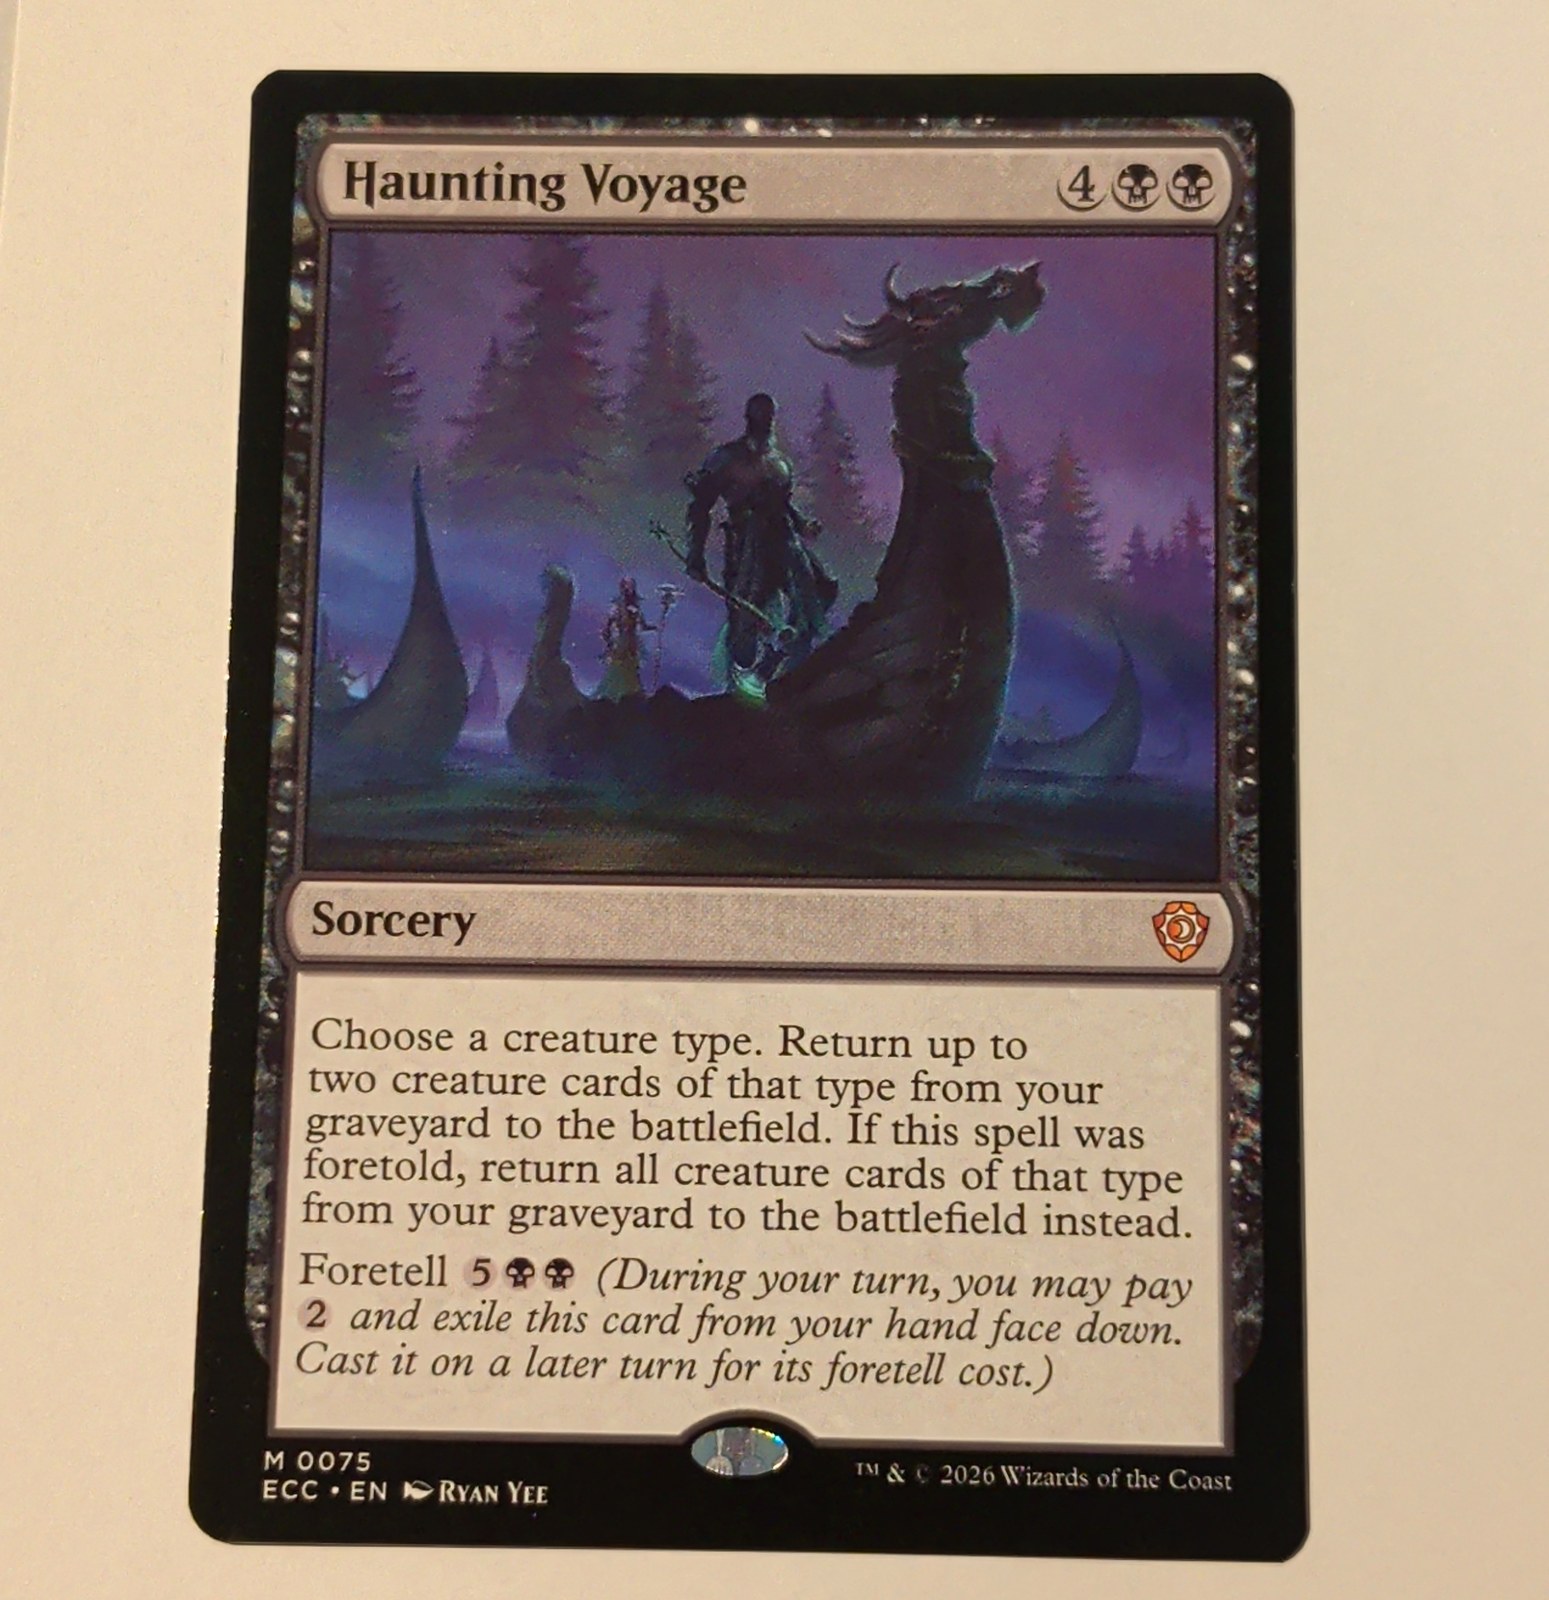 Haunting Voyage 4
Sorcery
Choose a creature type. Return up to
two creature cards of that type from your
graveyard to the battlefield. If this spell was
foretold, return all creature cards of that type
from your graveyard to the battlefield instead.
Foretell 5 (During your turn, you may pay
2 and exile this card from your hand face down.
Cast it on a later turn for its foretell cost.)
M 0075
ECC • EN RYAN YEE
™ & © 2026 Wizards of the Coast